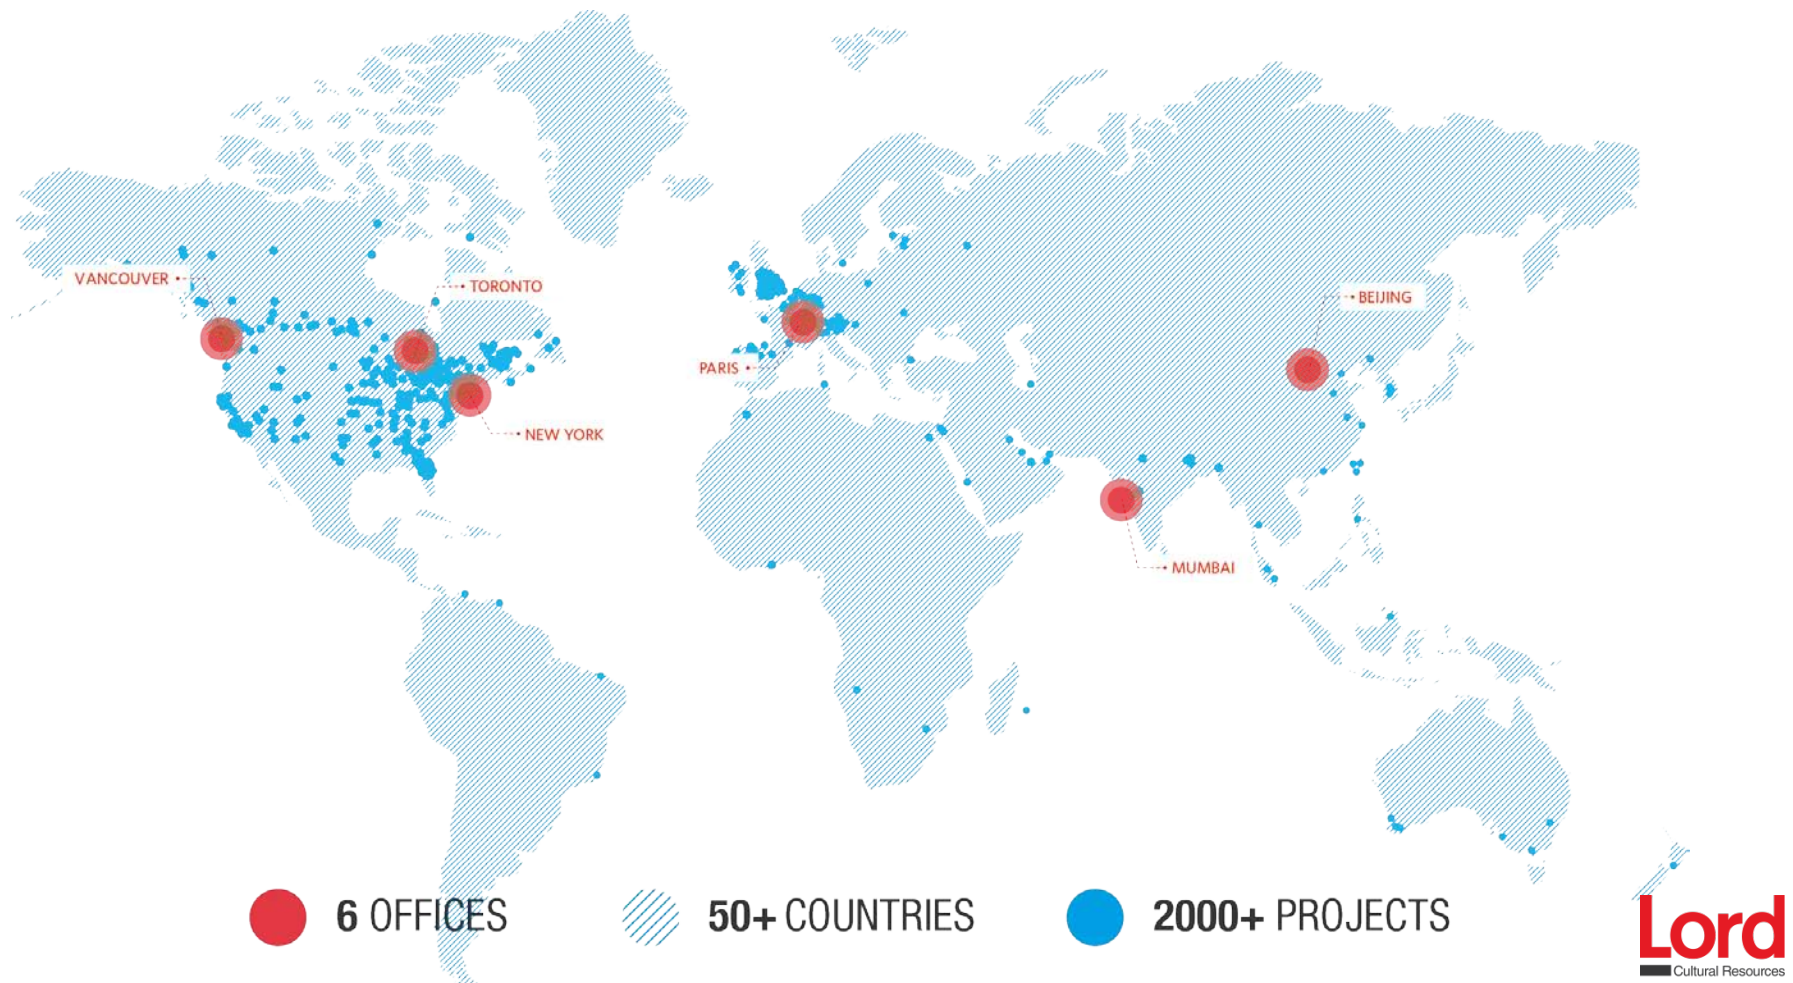 VANCOUVER
TORONTO
BEIJING
PARIS
NEW YORK
MUMBAI
6 OFFICES
50+ COUNTRIES
2000+ PROJECTS
Lord
Cultural Resources